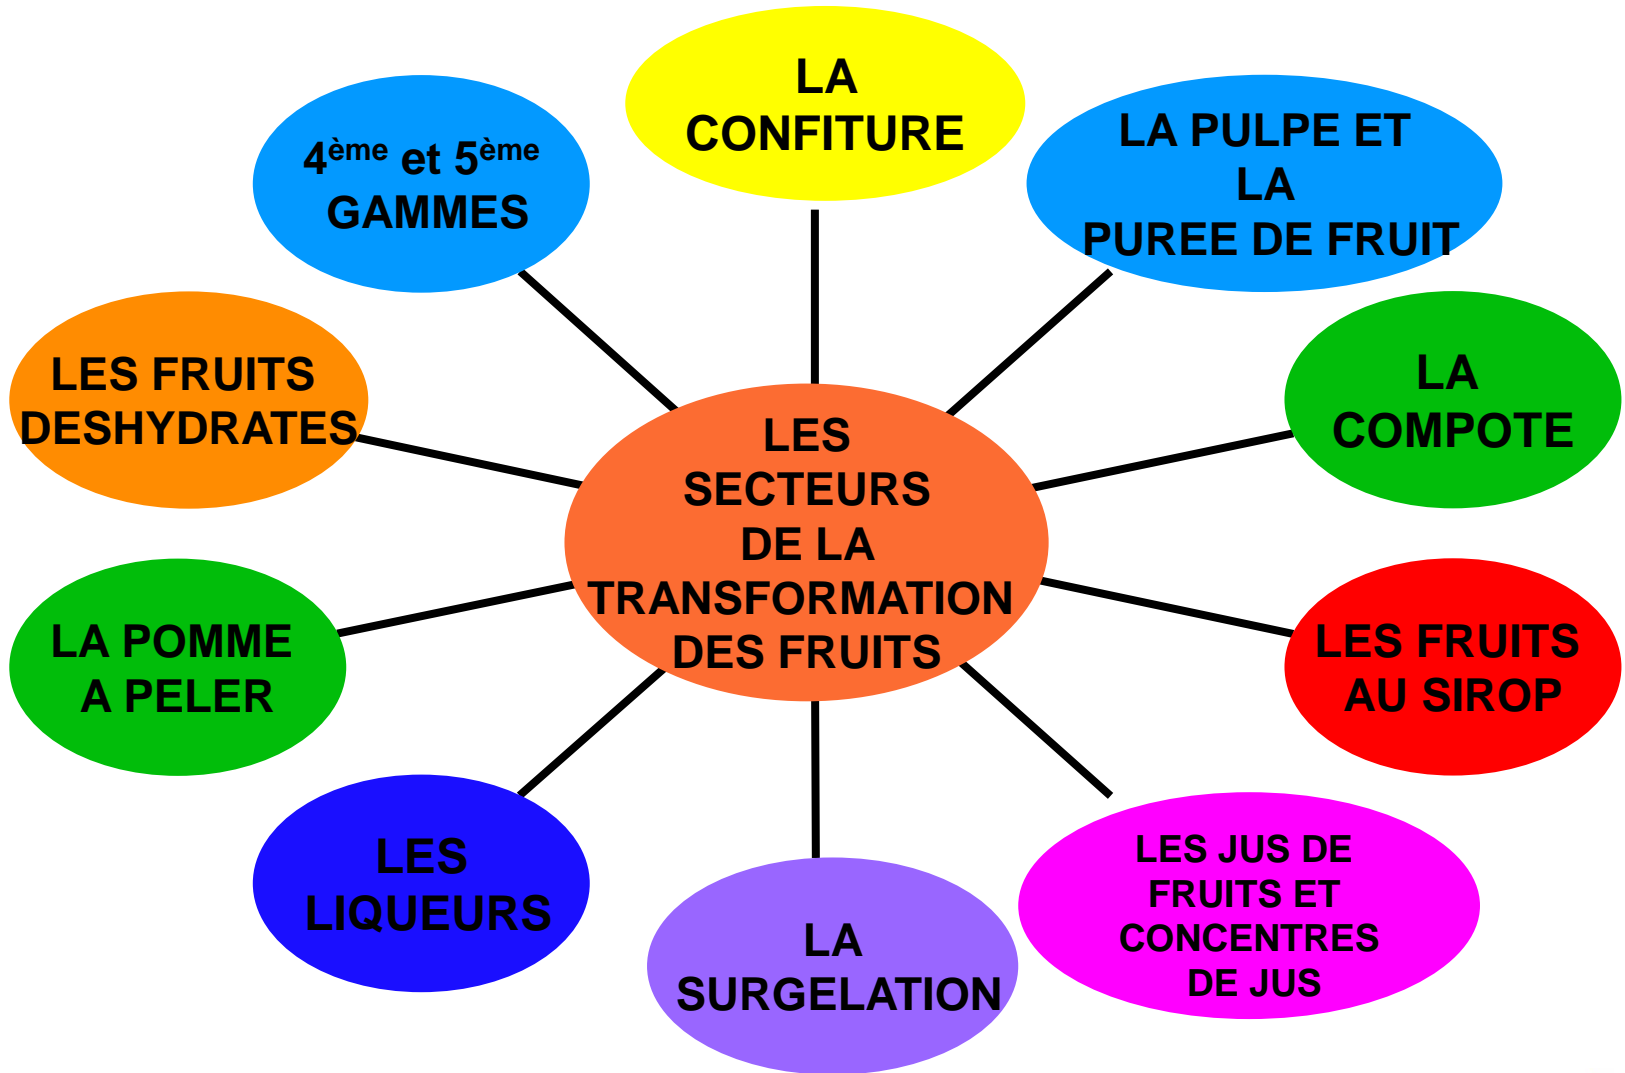 LA
CONFITURE
4ème et 5ème
GAMMES
LA PULPE ET
LA
PUREE DE FRUIT
LES FRUITS
DESHYDRATES
LA
COMPOTE
LES
SECTEURS
DE LA
TRANSFORMATION
DES FRUITS
LA POMME
A PELER
LES FRUITS
AU SIROP
LES
LIQUEURS
LA
SURGELATION
LES JUS DE
FRUITS ET
CONCENTRES
DE JUS